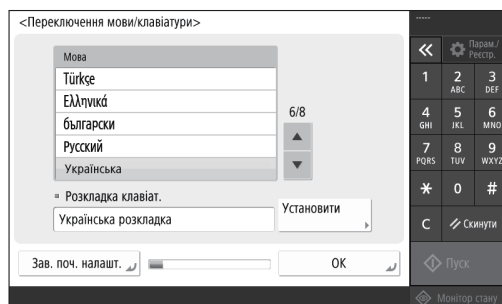 <Переключення мови/клавіатури>
Мова
Türkçe
Ελληνικά
български
Русский
Українська
6/8
Розкладка клавіат.
Українська розкладка
Установити
Зав. поч. налашт.
OK
-----
Парам./
Реєстр.
1
2
ABC
3
DEF
4
GHI
5
JKL
6
MNO
7
PQRS
8
TUV
9
WXYZ
*
0
#
C
Скинути
Пуск
Монітор стану